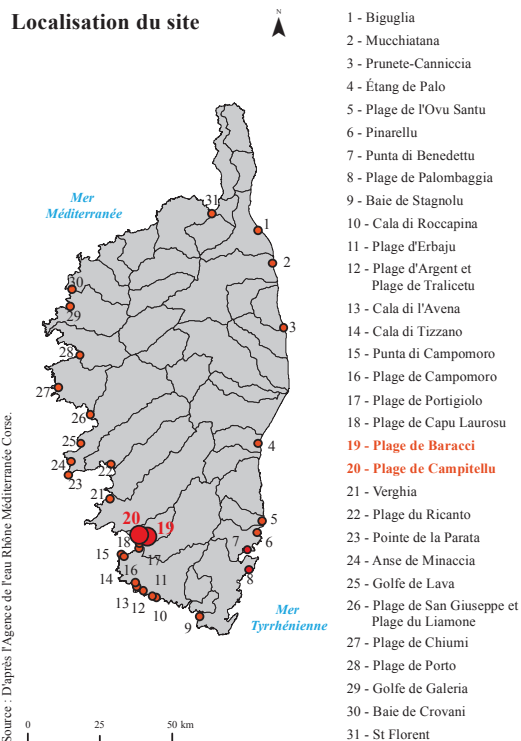 Localisation du site
N
Mer
Méditerranée
31
1
2
30
29
3
28
27
26
25
4
24
22
23
21
20
19
5
6
18
7
15
17
8
16
14
11
13
12
10
9
Mer
Tyrrhénienne
Source : D'après l'Agence de l'eau Rhône Méditerranée Corse.
0 25 50 km
1 - Biguglia
2 - Mucchiatana
3 - Prunete-Canniccia
4 - Étang de Palo
5 - Plage de l'Ovu Santu
6 - Pinarellu
7 - Punta di Benedettu
8 - Plage de Palombaggia
9 - Baie de Stagnolu
10 - Cala di Roccapina
11 - Plage d'Erbaju
12 - Plage d'Argent et
Plage de Tralicetu
13 - Cala di l'Avena
14 - Cala di Tizzano
15 - Punta di Campomoro
16 - Plage de Campomoro
17 - Plage de Portigiolo
18 - Plage de Capu Laurosu
19 - Plage de Baracci
20 - Plage de Campitellu
21 - Verghia
22 - Plage du Ricanto
23 - Pointe de la Parata
24 - Anse de Minaccia
25 - Golfe de Lava
26 - Plage de San Giuseppe et
Plage du Liamone
27 - Plage de Chiumi
28 - Plage de Porto
29 - Golfe de Galeria
30 - Baie de Crovani
31 - St Florent